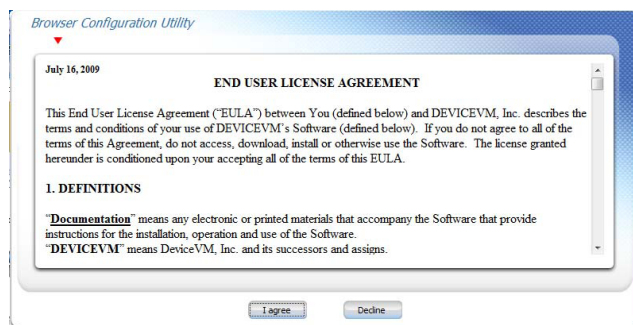 Browser Configuration Utility
July 16, 2009
END USER LICENSE AGREEMENT
This End User License Agreement (“EULA”) between You (defined below) and DEVICEVM, Inc. describes the
terms and conditions of your use of DEVICEVM’s Software (defined below).  If you do not agree to all of the
terms of this Agreement, do not access, download, install or otherwise use the Software.  The license granted
hereunder is conditioned upon your accepting all of the terms of this EULA.
1. DEFINITIONS
“Documentation” means any electronic or printed materials that accompany the Software that provide
instructions for the installation, operation and use of the Software.
“DEVICEVM” means DeviceVM, Inc. and its successors and assigns.
I agree
Decline